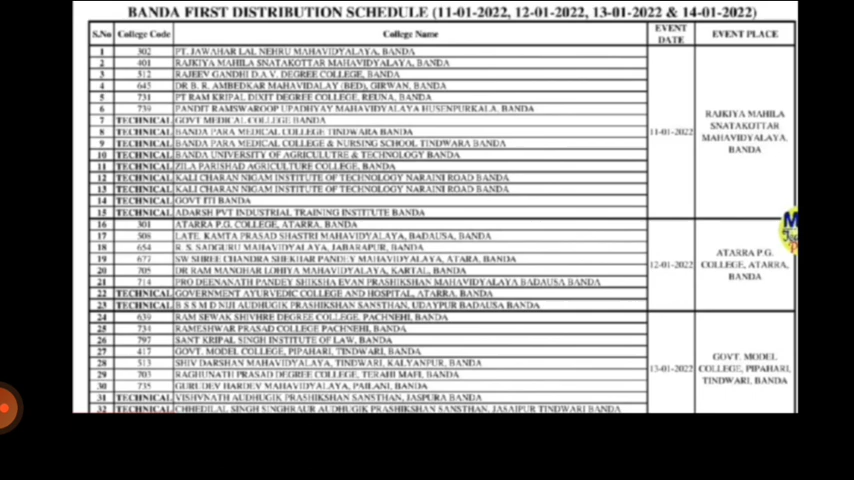 BANDA FIRST DISTRIBUTION SCHEDULE (11-01-2022, 12-01-2022, 13-01-2022 & 14-01-2022)
S.No College Code College Name EVENT DATE EVENT PLACE
1 302 PT. JAWAHAR LAL NEHRU MAHAVIDYALAYA, BANDA
2 401 RAJKIYA MAHILA SNATAKOTTAR MAHAVIDYALAYA, BANDA
3 512 RAJEEV GANDHI D.A.V. DEGREE COLLEGE, BANDA
4 645 DR B. R. AMBEDKAR MAHAVIDALAY (BED), GIRWAN, BANDA
5 731 PT RAM KRIPAL DIXIT DEGREE COLLEGE, REUNA, BANDA
6 739 PANDIT RAMSWAROOP UPADHYAY MAHAVIDYALAYA HUSENPURKALA, BANDA
7 TECHNICAL GOVT MEDICAL COLLEGE BANDA
8 TECHNICAL BANDA PARA MEDICAL COLLEGE TINDWARA BANDA
9 TECHNICAL BANDA PARA MEDICAL COLLEGE & NURSING SCHOOL TINDWARA BANDA
10 TECHNICAL BANDA UNIVERSITY OF AGRICULUTRE & TECHNOLOGY BANDA
11 TECHNICAL ZILA PARISHAD AGRICULTURE COLLEGE, BANDA
12 TECHNICAL KALI CHARAN NIGAM INSTITUTE OF TECHNOLOGY NARAINI ROAD BANDA
13 TECHNICAL KALI CHARAN NIGAM INSTITUTE OF TECHNOLOGY NARAINI ROAD BANDA
14 TECHNICAL GOVT ITI BANDA
15 TECHNICAL ADARSH PVT INDUSTRIAL TRAINING INSTITUTE BANDA
11-01-2022
RAJKIYA MAHILA
SNATAKOTTAR
MAHAVIDYALAYA,
BANDA
16 301 ATARRA P.G. COLLEGE, ATARRA, BANDA
17 508 LATE. KAMTA PRASAD SHASTRI MAHAVIDYALAYA, BADAUSA, BANDA
18 654 R. S. SADGURU MAHAVIDYALAYA, JABARAPUR, BANDA
19 677 SW SHREE CHANDRA SHEKHAR PANDEY MAHAVIDYALAYA, ATARA, BANDA
20 705 DR RAM MANOHAR LOHIYA MAHAVIDYALAYA, KARTAL, BANDA
21 714 PRO DEENANATH PANDEY SHIKSHA EVAN PRASHIKSHAN MAHAVIDYALAYA BADAUSA BANDA
22 TECHNICAL GOVERNMENT AYURVEDIC COLLEGE AND HOSPITAL, ATARRA, BANDA
23 TECHNICAL B S S M D NIJI AUDHUGIK PRASHIKSHAN SANSTHAN, UDAYPUR BADAUSA BANDA
12-01-2022
ATARRA P.G.
COLLEGE, ATARRA,
BANDA
24 639 RAM SEWAK SHIVHRE DEGREE COLLEGE, PACHNEHI, BANDA
25 734 RAMESHWAR PRASAD COLLEGE PACHNEHI, BANDA
26 797 SANT KRIPAL SINGH INSTITUTE OF LAW, BANDA
27 417 GOVT. MODEL COLLEGE, PIPAHARI, TINDWARI, BANDA
28 513 SHIV DARSHAN MAHAVIDYALAYA, TINDWARI, KALYANPUR, BANDA
29 703 RAGHUNATH PRASAD DEGREE COLLEGE, TERAHI MAFI, BANDA
30 735 GURUDEV HARDEV MAHAVIDYALAYA, PAILANI, BANDA
31 TECHNICAL VISHVNATH AUDHUGIK PRASHIKSHAN SANSTHAN, JASPURA BANDA
32 TECHNICAL CHHEDILAL SINGH SINGHRAUR AUDHUGIK PRASHIKSHAN SANSTHAN, JASAIPUR TINDWARI BANDA
13-01-2022
GOVT. MODEL
COLLEGE, PIPAHARI,
TINDWARI, BANDA